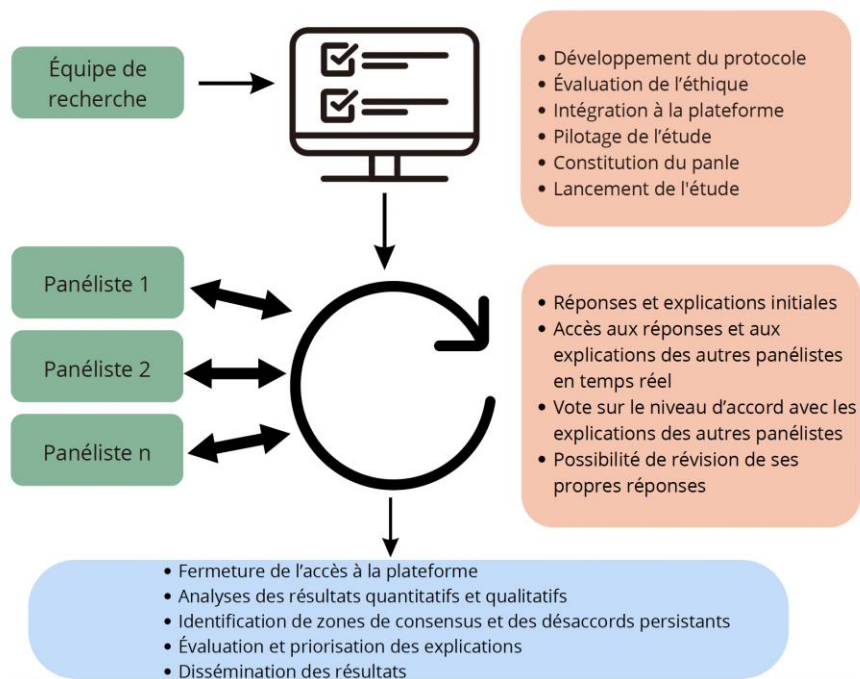 Équipe de
recherche
• Développement du protocole
• Évaluation de l’éthique
• Intégration à la plateforme
• Pilotage de l’étude
• Constitution du panle
• Lancement de l'étude
Panéliste 1
Panéliste 2
Panéliste n
• Réponses et explications initiales
• Accès aux réponses et aux
explications des autres panélistes
en temps réel
• Vote sur le niveau d’accord avec les
explications des autres panélistes
• Possibilité de révision de ses
propres réponses
• Fermeture de l’accès à la plateforme
• Analyses des résultats quantitatifs et qualitatifs
• Identification de zones de consensus et des désaccords persistants
• Évaluation et priorisation des explications
• Dissémination des résultats